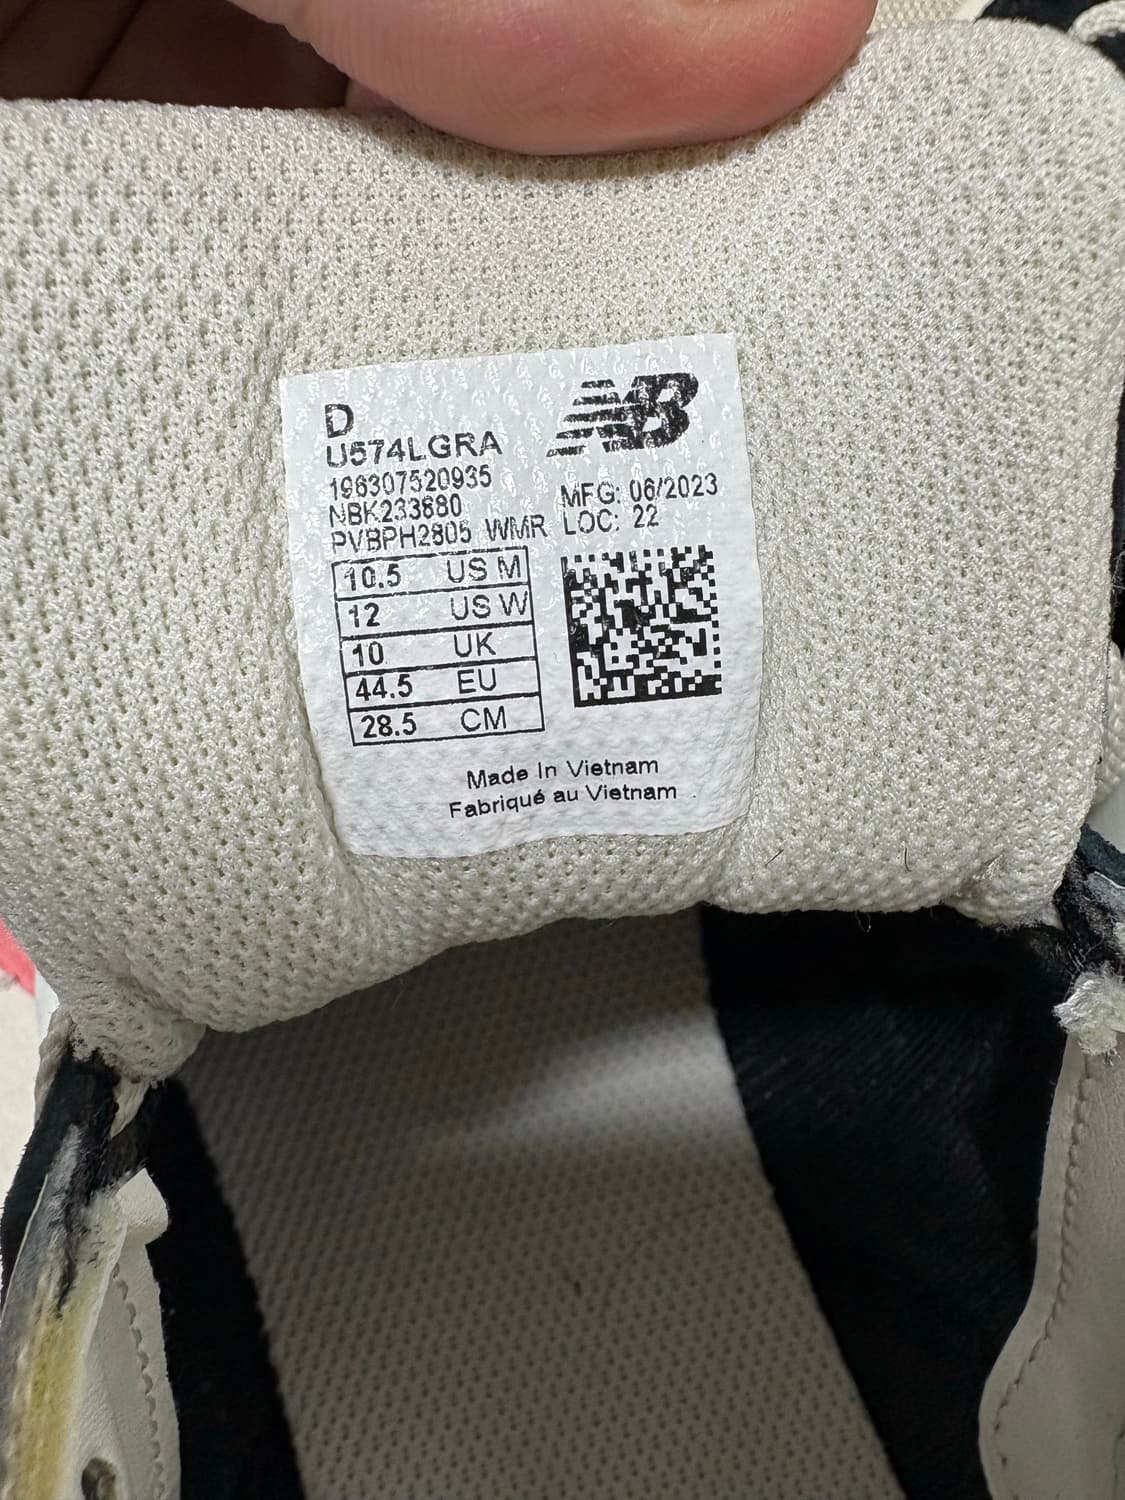 D
NB
U574LGRA
196307520935
NBK233680
PVBPH2805 WMR
MFG: 06/2023
LOC: 22
10.5 US M
12 US W
10 UK
44.5 EU
28.5 CM
Made In Vietnam
Fabriqué au Vietnam